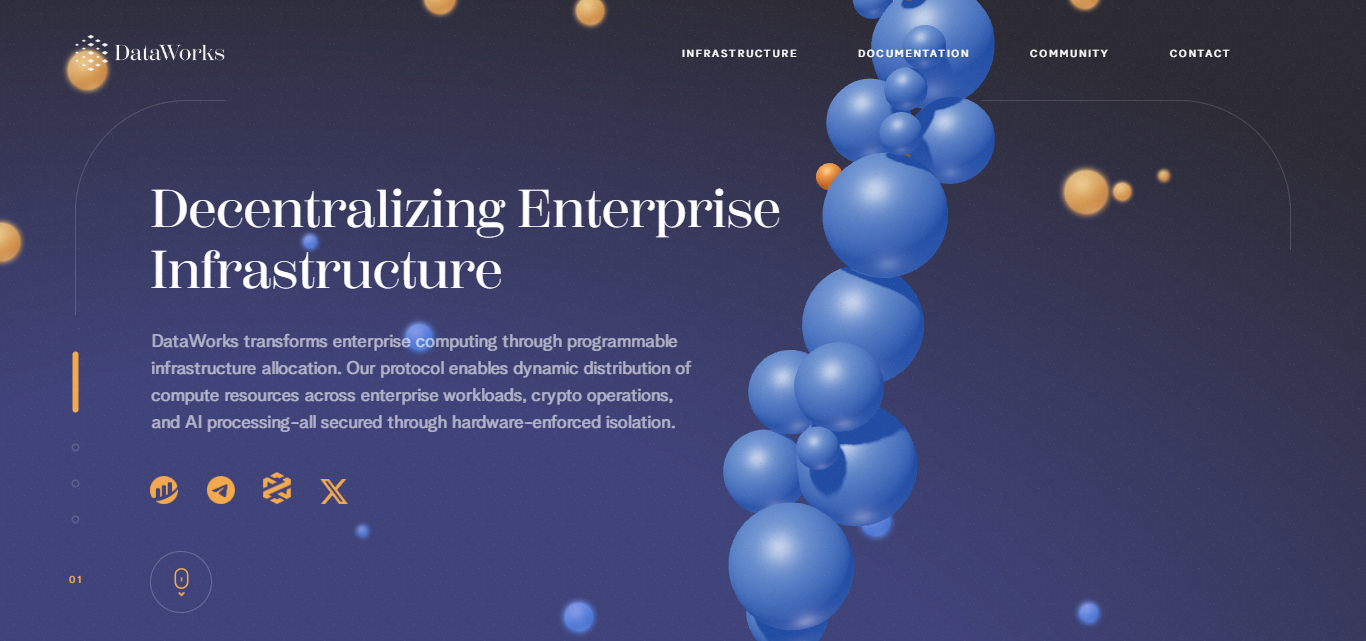 DataWorks
INFRASTRUCTURE DOCUMENTATION COMMUNITY CONTACT
Decentralizing Enterprise
Infrastructure
DataWorks transforms enterprise computing through programmable
infrastructure allocation. Our protocol enables dynamic distribution of
compute resources across enterprise workloads, crypto operations,
and AI processing–all secured through hardware–enforced isolation.
01